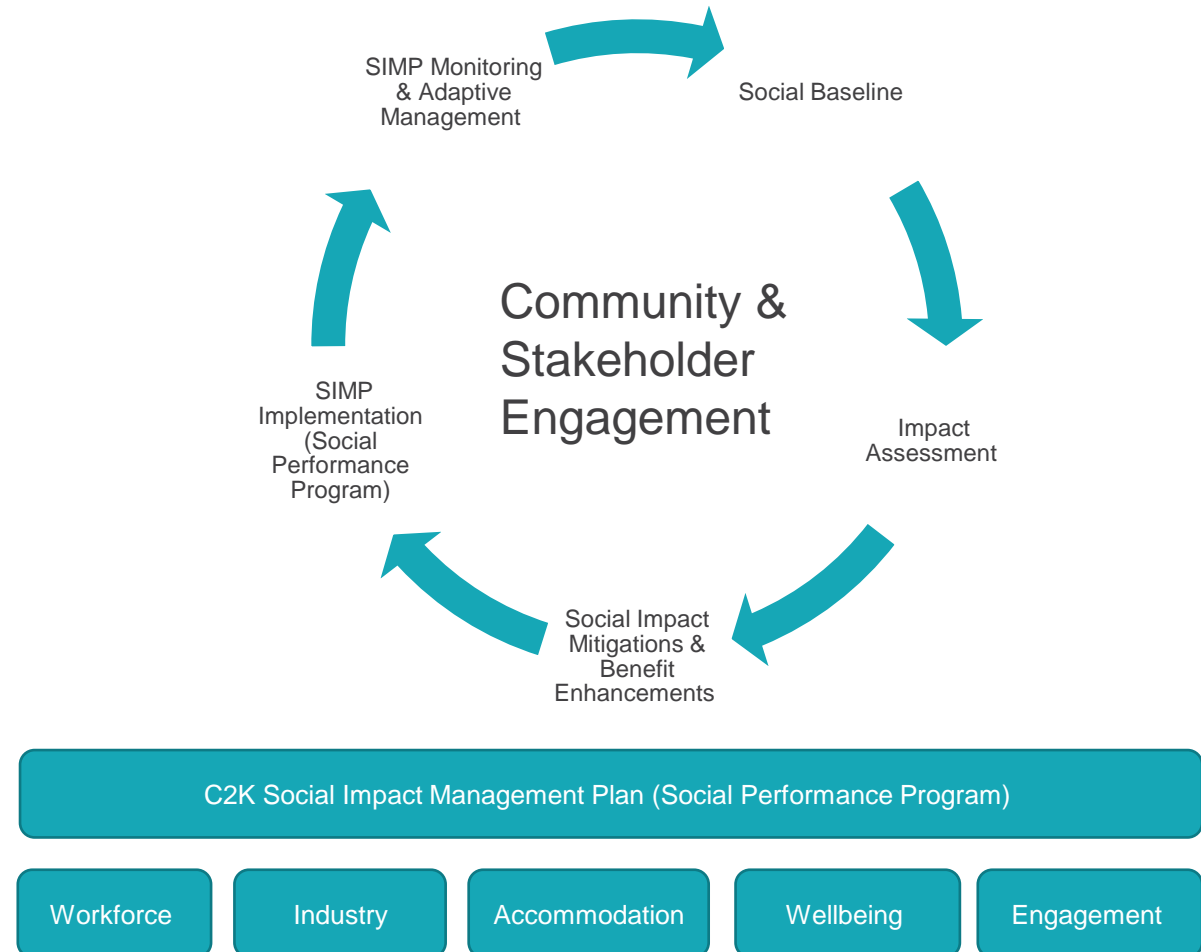 SIMP Monitoring
& Adaptive
Management
Social Baseline
Community &
Stakeholder
Engagement
Impact
Assessment
SIMP
Implementation
(Social
Performance
Program)
Social Impact
Mitigations &
Benefit
Enhancements
C2K Social Impact Management Plan (Social Performance Program)
Workforce
Industry
Accommodation
Wellbeing
Engagement